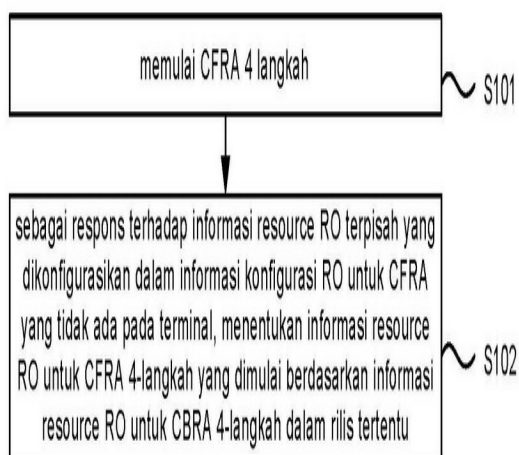 memulai CFRA 4 langkah
S101
sebagai respons terhadap informasi resource RO terpisah yang
dikonfigurasikan dalam informasi konfigurasi RO untuk CFRA
yang tidak ada pada terminal, menentukan informasi resource
RO untuk CFRA 4-langkah yang dimulai berdasarkan informasi
resource RO untuk CBRA 4-langkah dalam rilis tertentu
S102